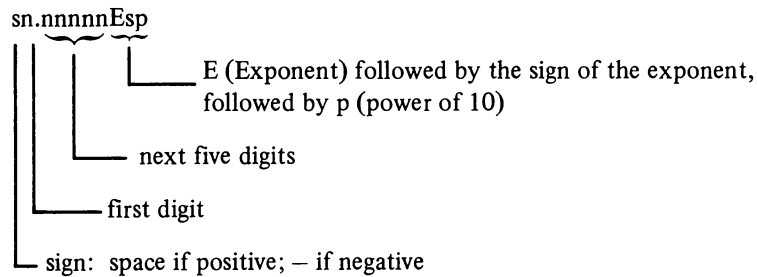 sn.nnnnnEsp
E (Exponent) followed by the sign of the exponent,
followed by p (power of 10)
next five digits
first digit
sign: space if positive; – if negative